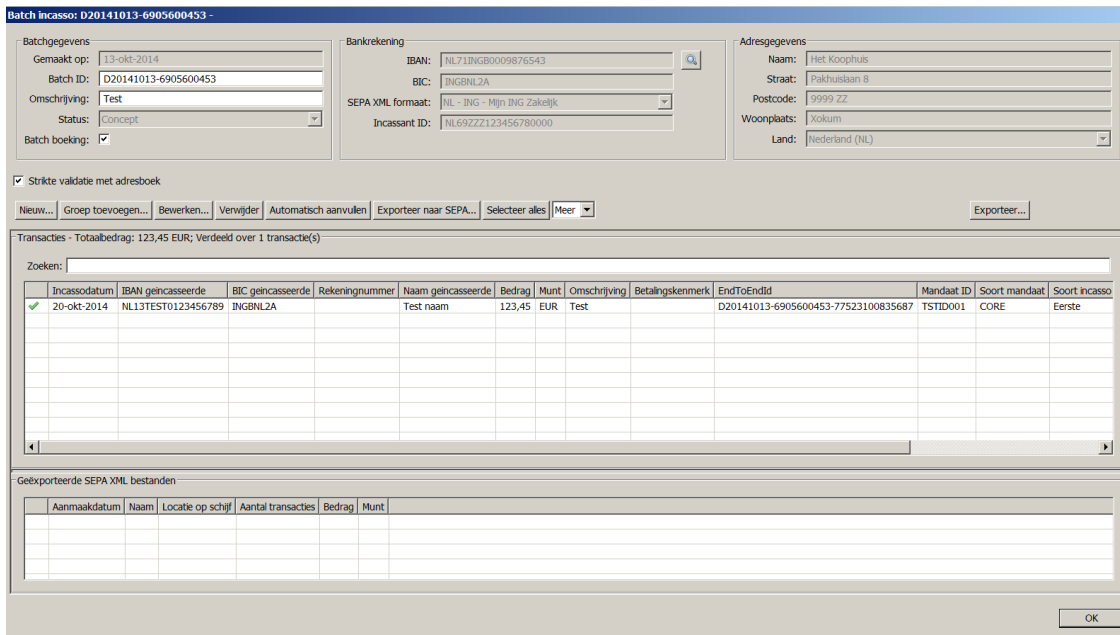 Batch incasso: D20141013-6905600453 -
Batchgegevens
Gemaakt op: 13-okt-2014
Batch ID: D20141013-6905600453
Omschrijving: Test
Status: Concept
Batch boeking:
Bankrekening
IBAN: NL71INGB0009876543
BIC: INGBNL2A
SEPA XML formaat: NL - ING - Mijn ING Zakelijk
Incassant ID: NL69ZZZ123456780000
Adresgegevens
Naam: Het Koophuis
Straat: Pakhuislaan 8
Postcode: 9999 ZZ
Woonplaats: Xokum
Land: Nederland (NL)
Strikte validatie met adresboek
Nieuw... Groep toevoegen... Bewerken... Verwijder Automatisch aanvullen Exporteer naar SEPA... Selecteer alles Meer Exporteer...
Transacties - Totaalbedrag: 123,45 EUR; Verdeeld over 1 transactie(s)
Zoeken:
Incassodatum IBAN geincasseerde BIC geincasseerde Rekeningnummer Naam geincasseerde Bedrag Munt Omschrijving Betalingskenmerk EndToEndId Mandaat ID Soort mandaat Soort incasso
20-okt-2014 NL13TEST0123456789 INGBNL2A Test naam 123,45 EUR Test D20141013-6905600453-77523100835687 TSTID001 CORE Eerste
Geëxporteerde SEPA XML bestanden
Aanmaakdatum Naam Locatie op schijf Aantal transacties Bedrag Munt
OK